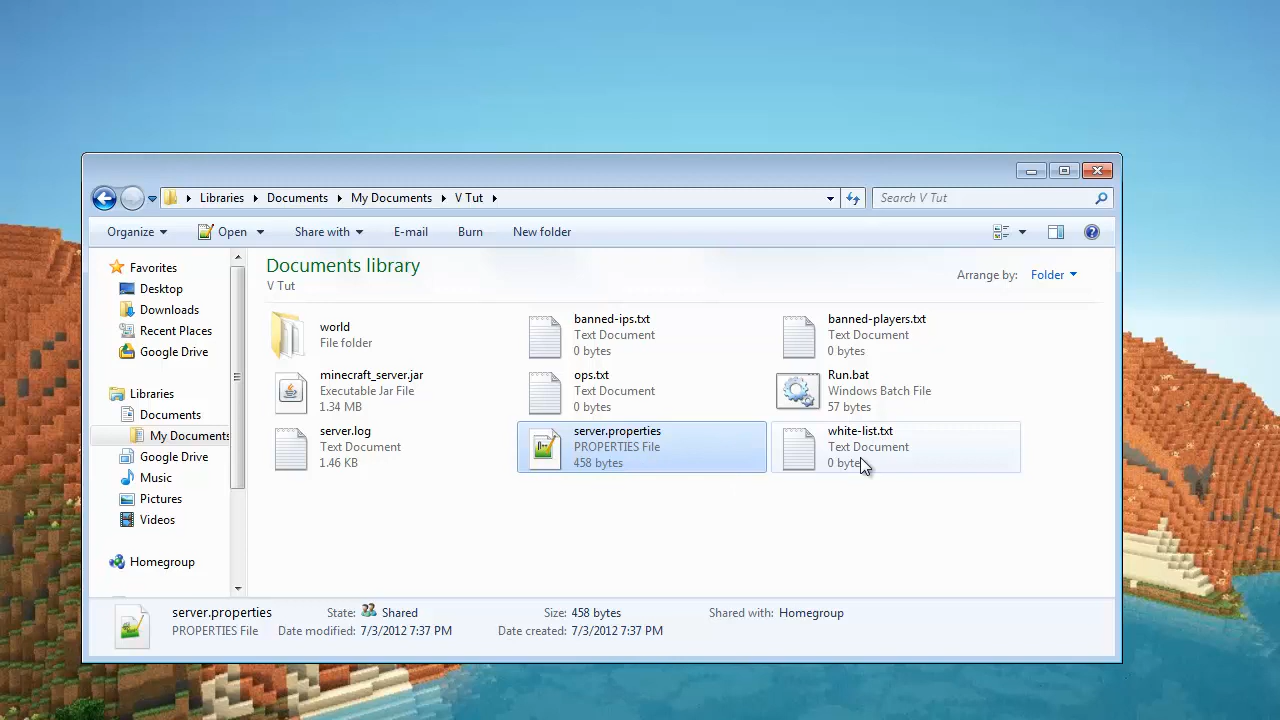 Libraries
Documents
My Documents
V Tut
Search V Tut
Organize
Open
Share with
E-mail
Burn
New folder
Favorites
Desktop
Downloads
Recent Places
Google Drive
Libraries
Documents
My Documents
Google Drive
Music
Pictures
Videos
Homegroup
Documents library
V Tut
Arrange by:
Folder
world
File folder
banned-ips.txt
Text Document
0 bytes
banned-players.txt
Text Document
0 bytes
minecraft_server.jar
Executable Jar File
1.34 MB
ops.txt
Text Document
0 bytes
Run.bat
Windows Batch File
57 bytes
server.log
Text Document
1.46 KB
server.properties
PROPERTIES File
458 bytes
white-list.txt
Text Document
0 bytes
server.properties
State: Shared
Size: 458 bytes
Shared with: Homegroup
PROPERTIES File
Date modified: 7/3/2012 7:37 PM
Date created: 7/3/2012 7:37 PM